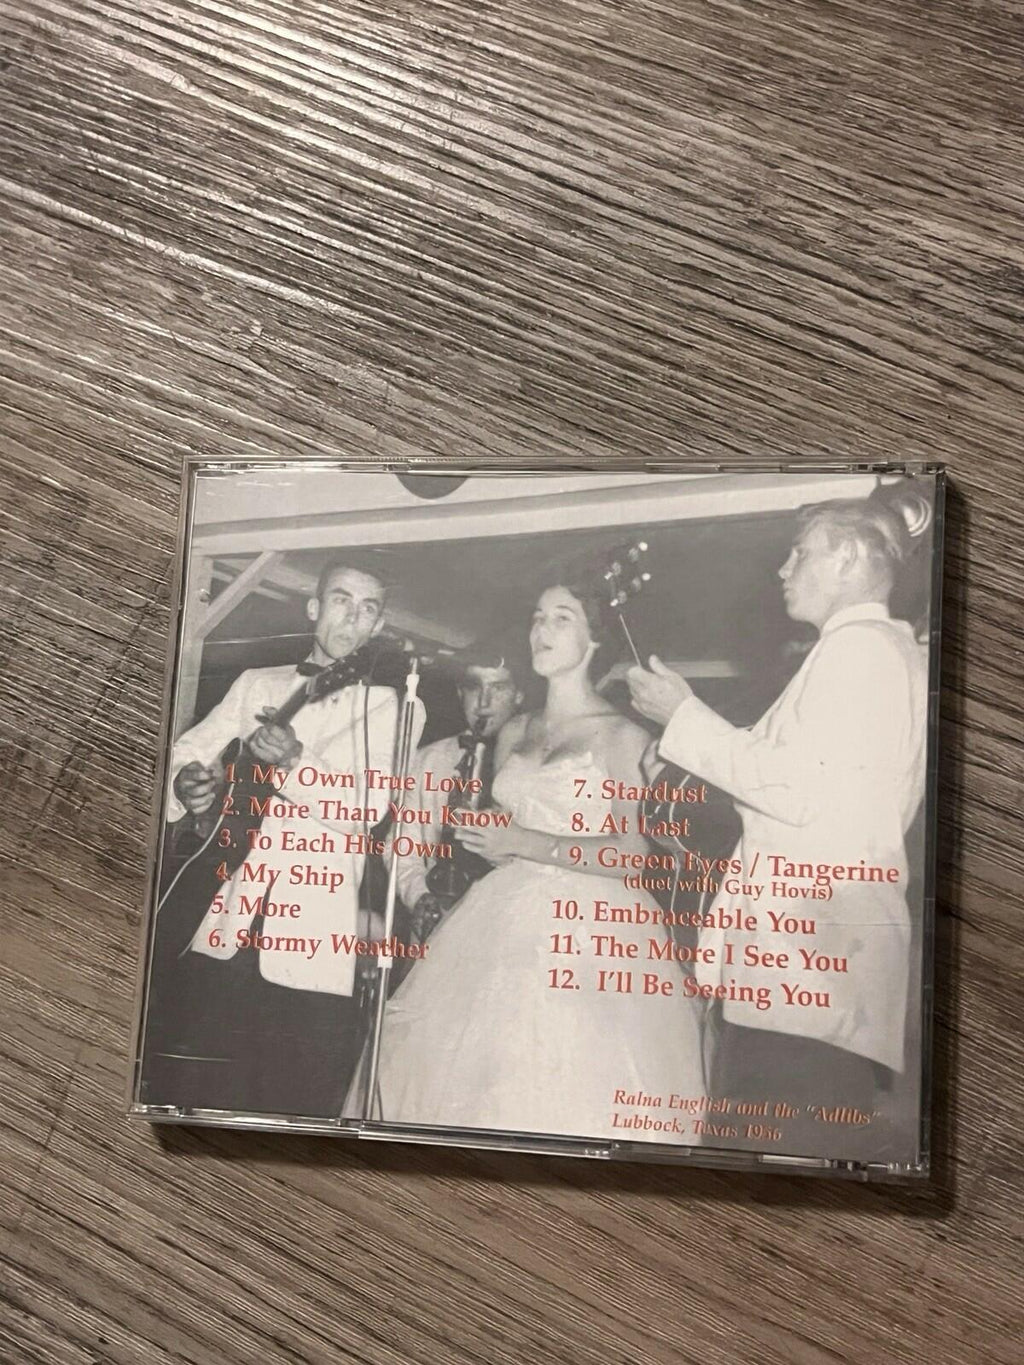 1. My Own True Love
2. More Than You Know
3. To Each His Own
4. My Ship
5. More
6. Stormy Weather
7. Stardust
8. At Last
9. Green Eyes / Tangerine
(duet with Guy Hovis)
10. Embraceable You
11. The More I See You
12. I'll Be Seeing You
Ralna English and the "Adlibs"
Lubbock, Texas 1956